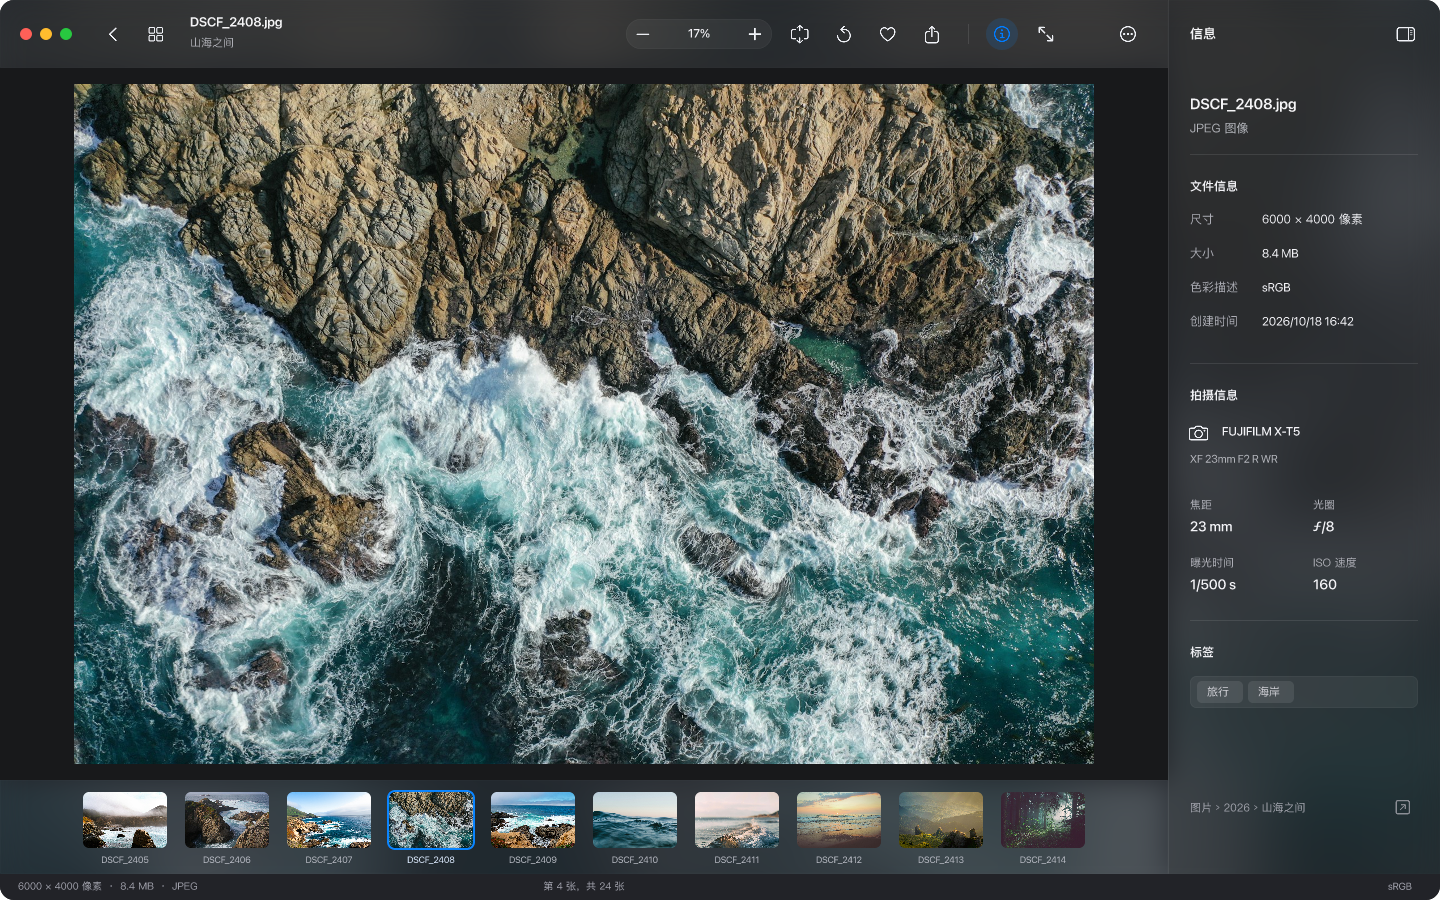 DSCF_2408.jpg
山海之间
17%
信息
DSCF_2408.jpg
JPEG 图像
文件信息
尺寸 6000 × 4000 像素
大小 8.4 MB
色彩描述 sRGB
创建时间 2026/10/18 16:42
拍摄信息
FUJIFILM X-T5
XF 23mm F2 R WR
焦距 光圈
23 mm ƒ/8
曝光时间 ISO 速度
1/500 s 160
标签
旅行 海岸
图片 › 2026 › 山海之间
DSCF_2405 DSCF_2406 DSCF_2407 DSCF_2408 DSCF_2409 DSCF_2410 DSCF_2411 DSCF_2412 DSCF_2413 DSCF_2414
6000 × 4000 像素 · 8.4 MB · JPEG 第 4 张，共 24 张 sRGB